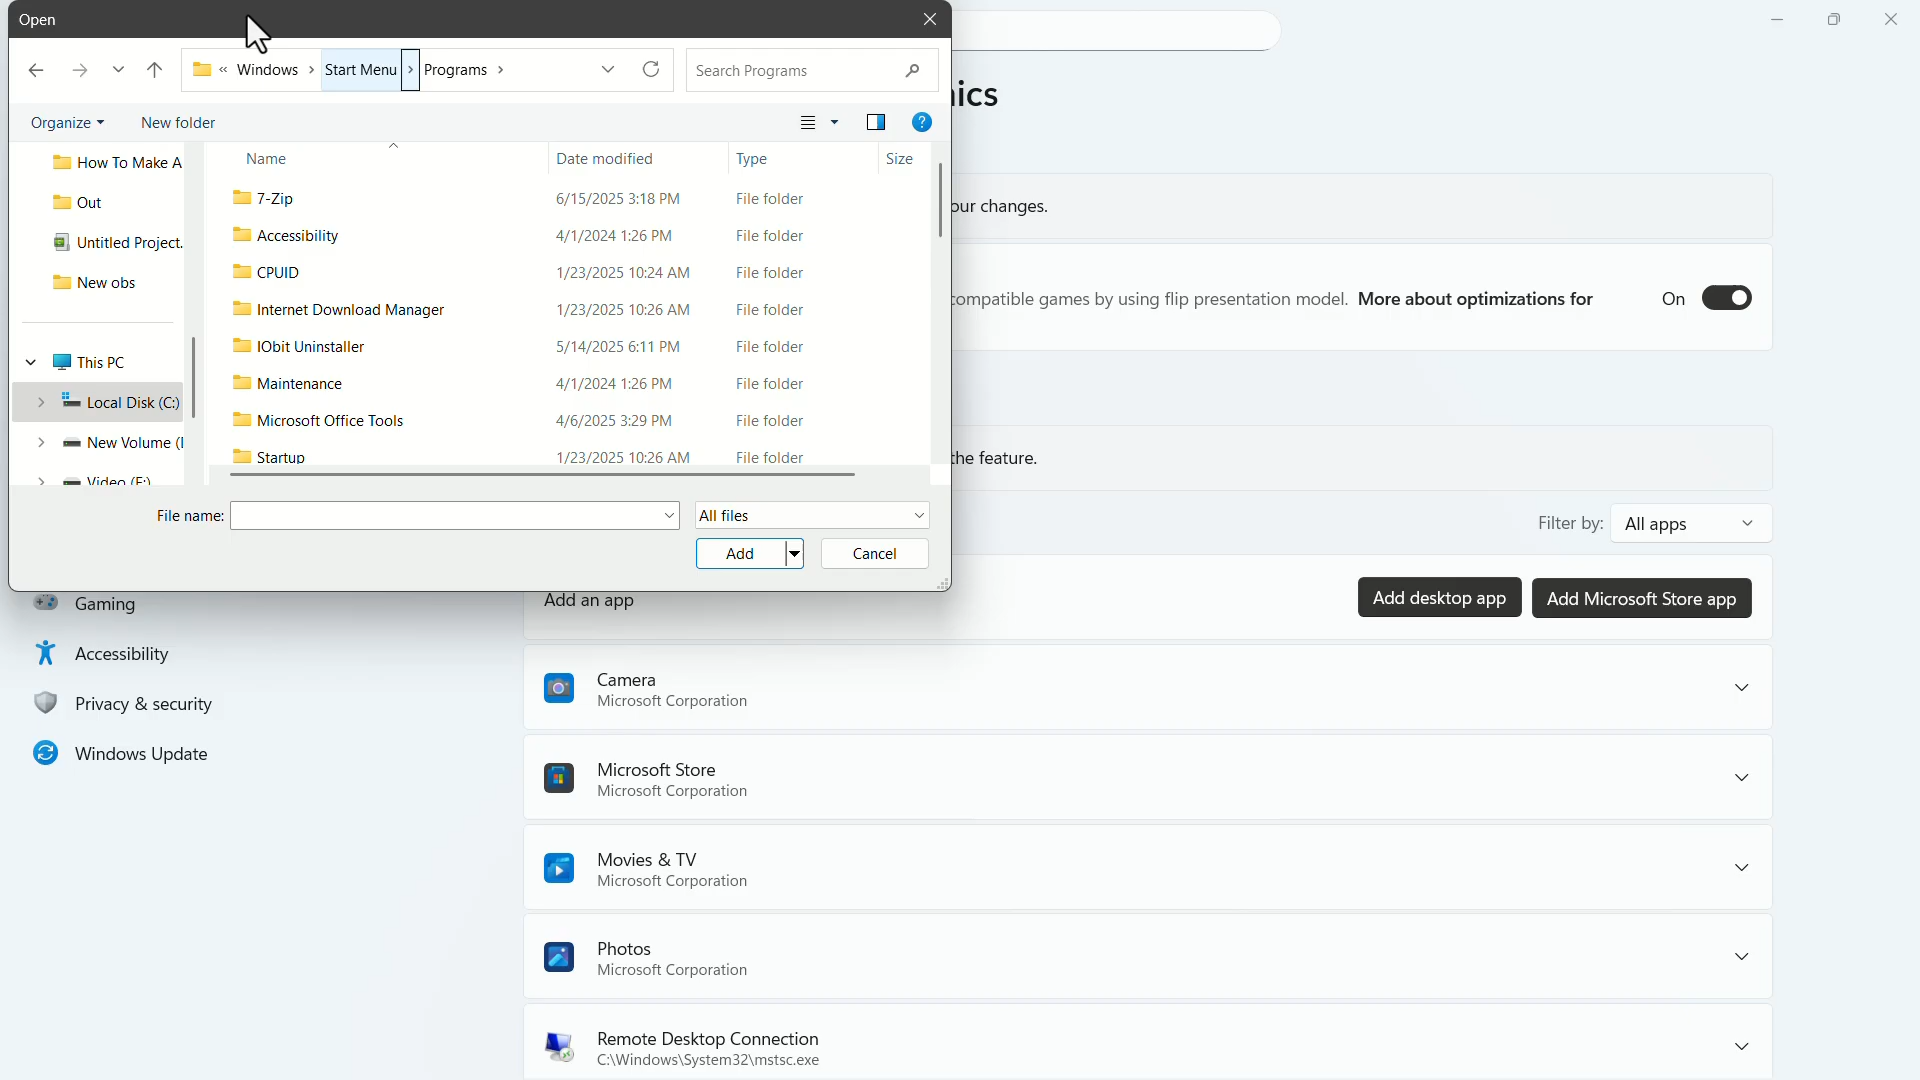 Open
« Windows > Start Menu > Programs >
Search Programs
Organize
New folder
How To Make A
Out
Untitled Project.
New obs
This PC
Local Disk (C:)
New Volume (
Video (F:)
Name Date modified Type Size
7-Zip 6/15/2025 3:18 PM File folder
Accessibility 4/1/2024 1:26 PM File folder
CPUID 1/23/2025 10:24 AM File folder
Internet Download Manager 1/23/2025 10:26 AM File folder
IObit Uninstaller 5/14/2025 6:11 PM File folder
Maintenance 4/1/2024 1:26 PM File folder
Microsoft Office Tools 4/6/2025 3:29 PM File folder
Startup 1/23/2025 10:26 AM File folder
File name:
All files
Add
Cancel
ics
our changes.
ompatible games by using flip presentation model. More about optimizations for
On
the feature.
Filter by: All apps
Add an app
Add desktop app
Add Microsoft Store app
Gaming
Accessibility
Privacy & security
Windows Update
Camera
Microsoft Corporation
Microsoft Store
Microsoft Corporation
Movies & TV
Microsoft Corporation
Photos
Microsoft Corporation
Remote Desktop Connection
C:\Windows\System32\mstsc.exe